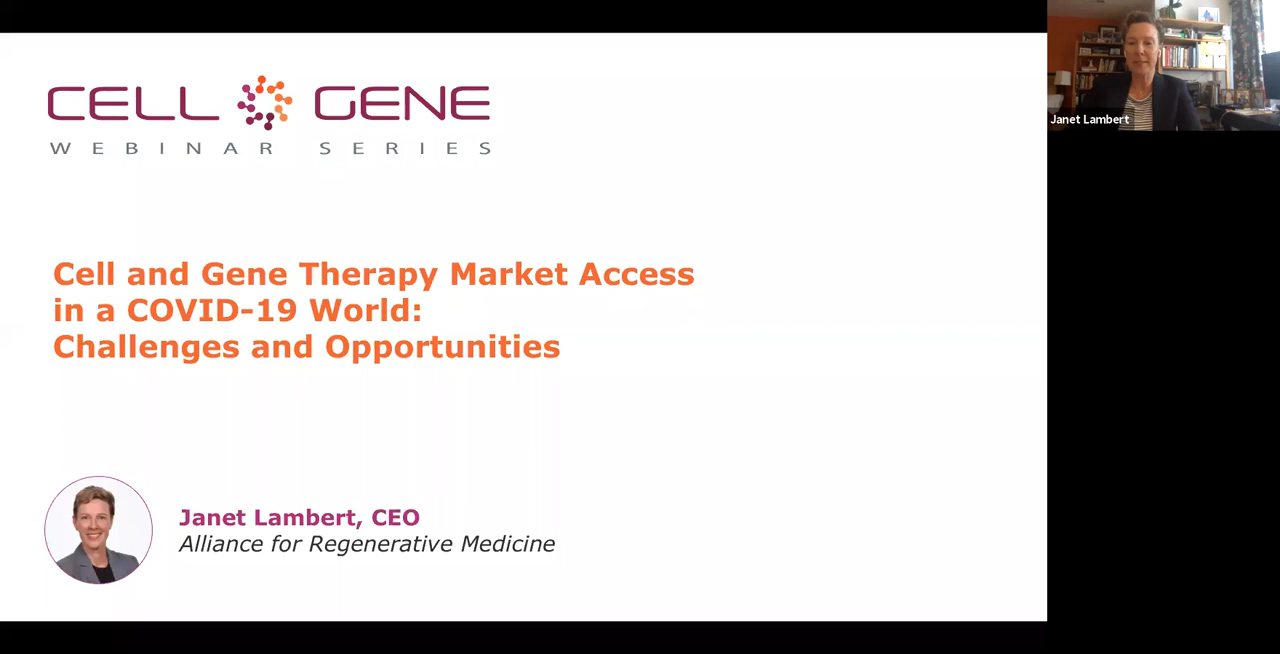 CELL GENE
WEBINAR SERIES
Cell and Gene Therapy Market Access
in a COVID-19 World:
Challenges and Opportunities
Janet Lambert, CEO
Alliance for Regenerative Medicine
Janet Lambert